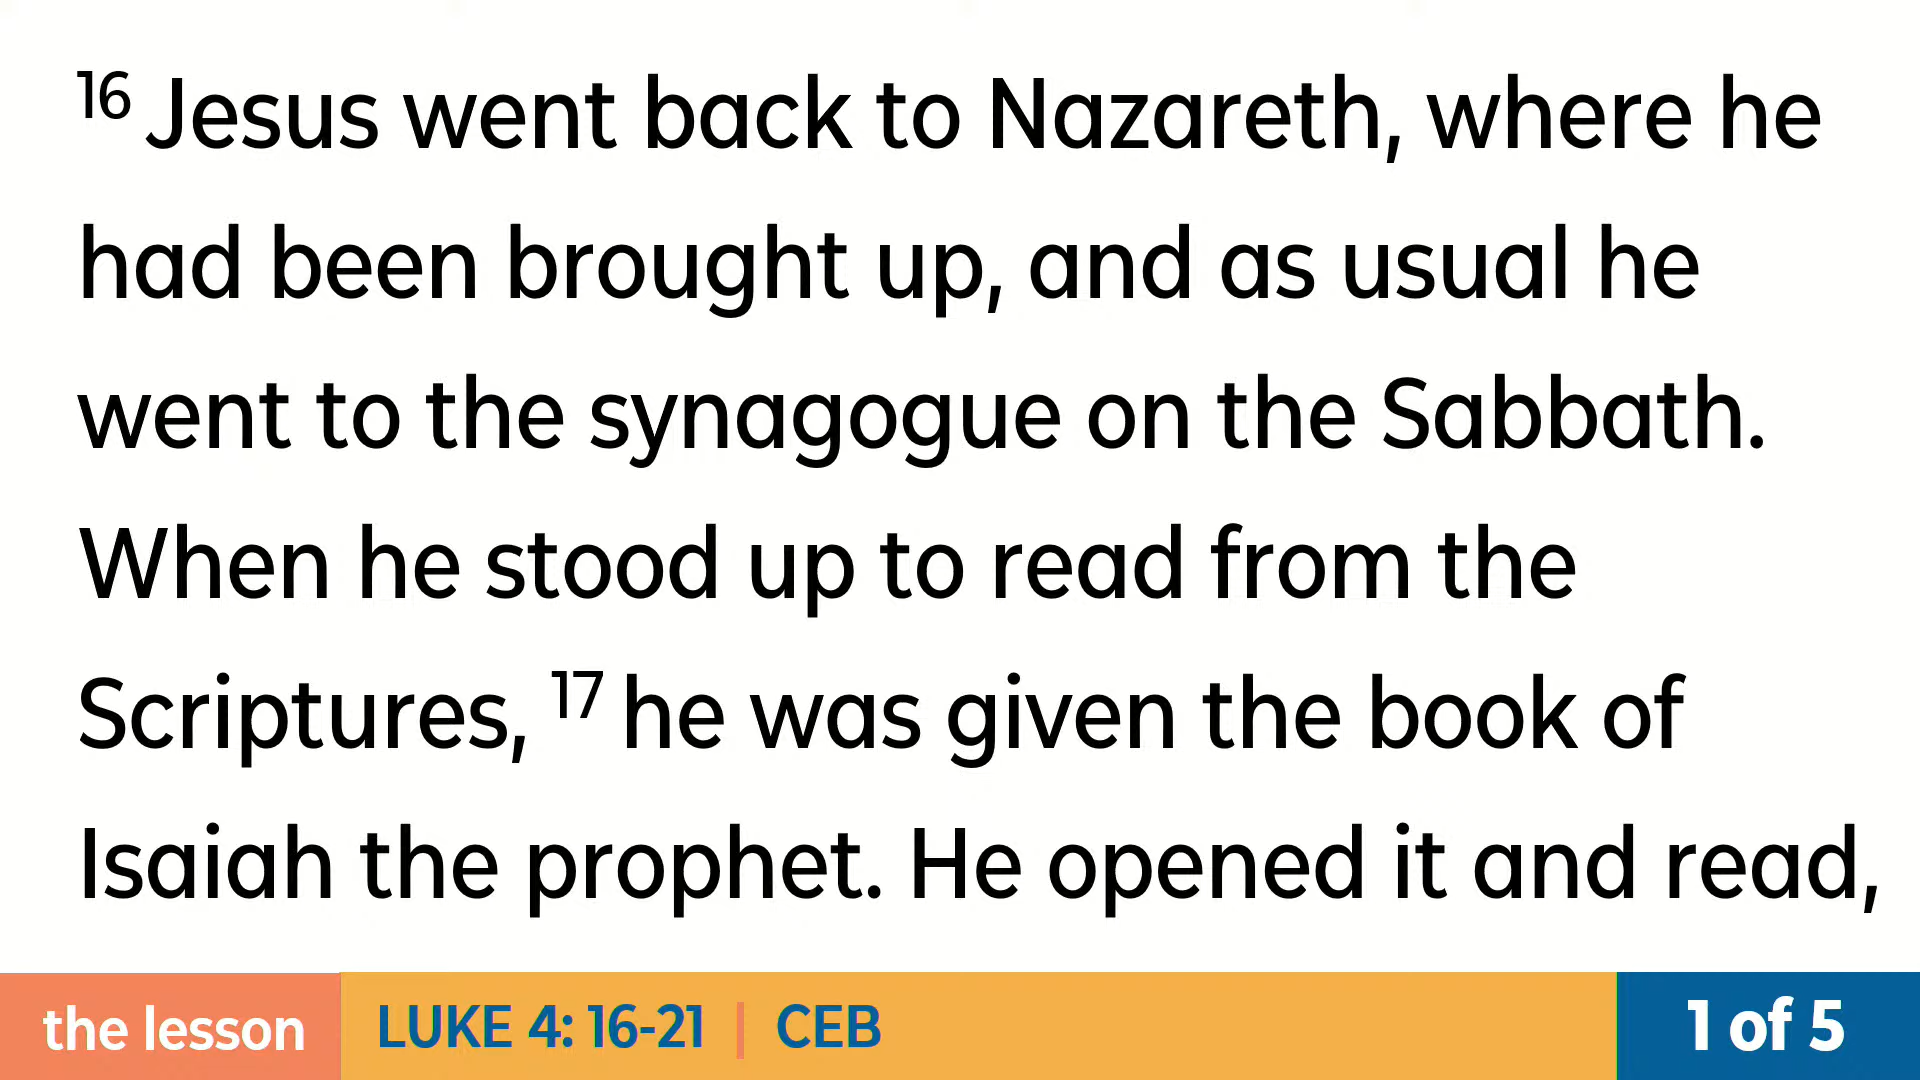 16 Jesus went back to Nazareth, where he
had been brought up, and as usual he
went to the synagogue on the Sabbath.
When he stood up to read from the
Scriptures, 17 he was given the book of
Isaiah the prophet. He opened it and read,
the lesson LUKE 4: 16-21 | CEB 1 of 5